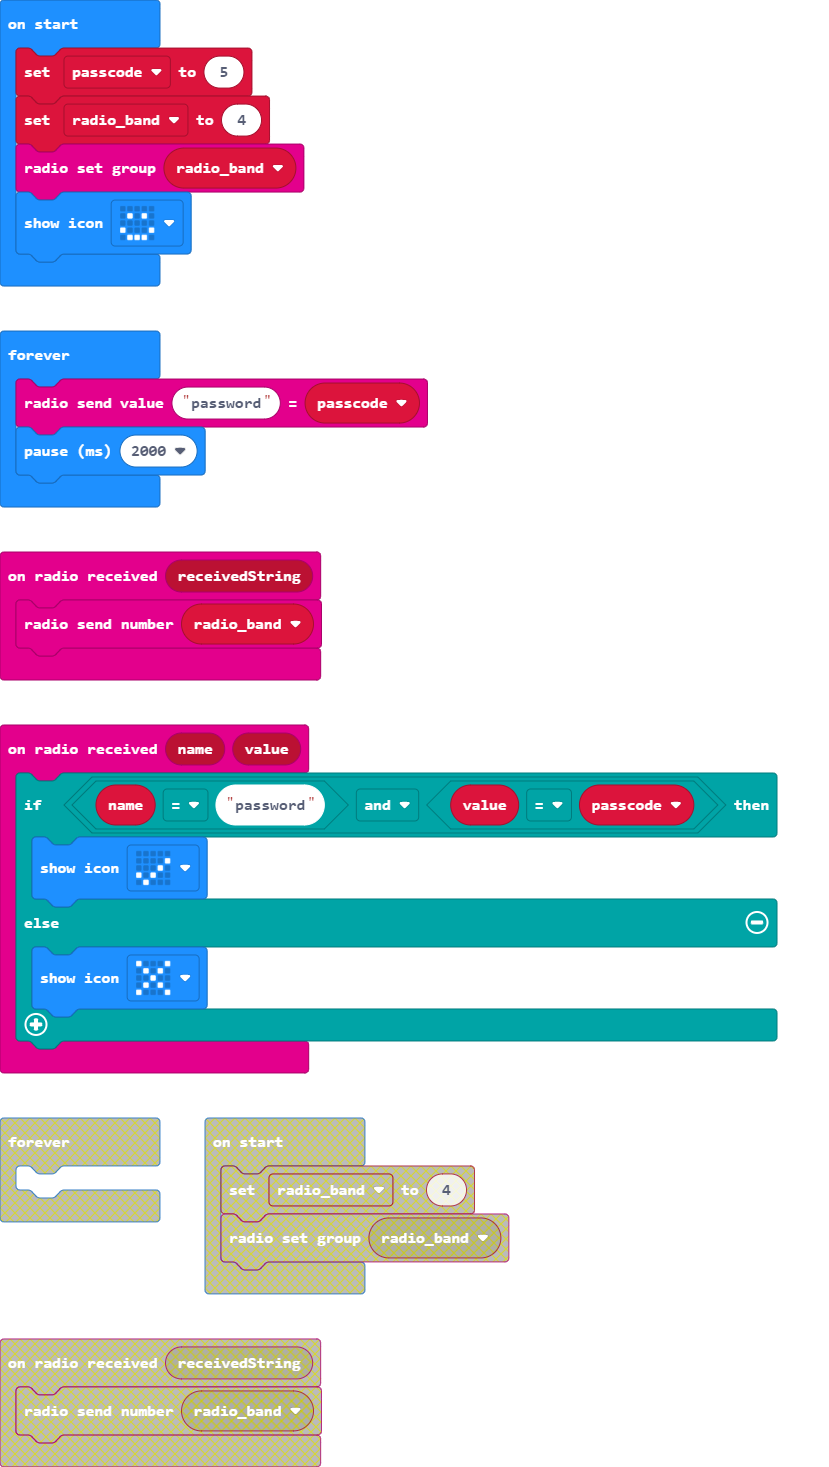 on start
set passcode to 5
set radio_band to 4
radio set group radio_band
show icon
forever
radio send value "password" = passcode
pause (ms) 2000
on radio received receivedString
radio send number radio_band
on radio received name value
if name = "password" and value = passcode then
show icon
else
show icon
forever
on start
set radio_band to 4
radio set group radio_band
on radio received receivedString
radio send number radio_band